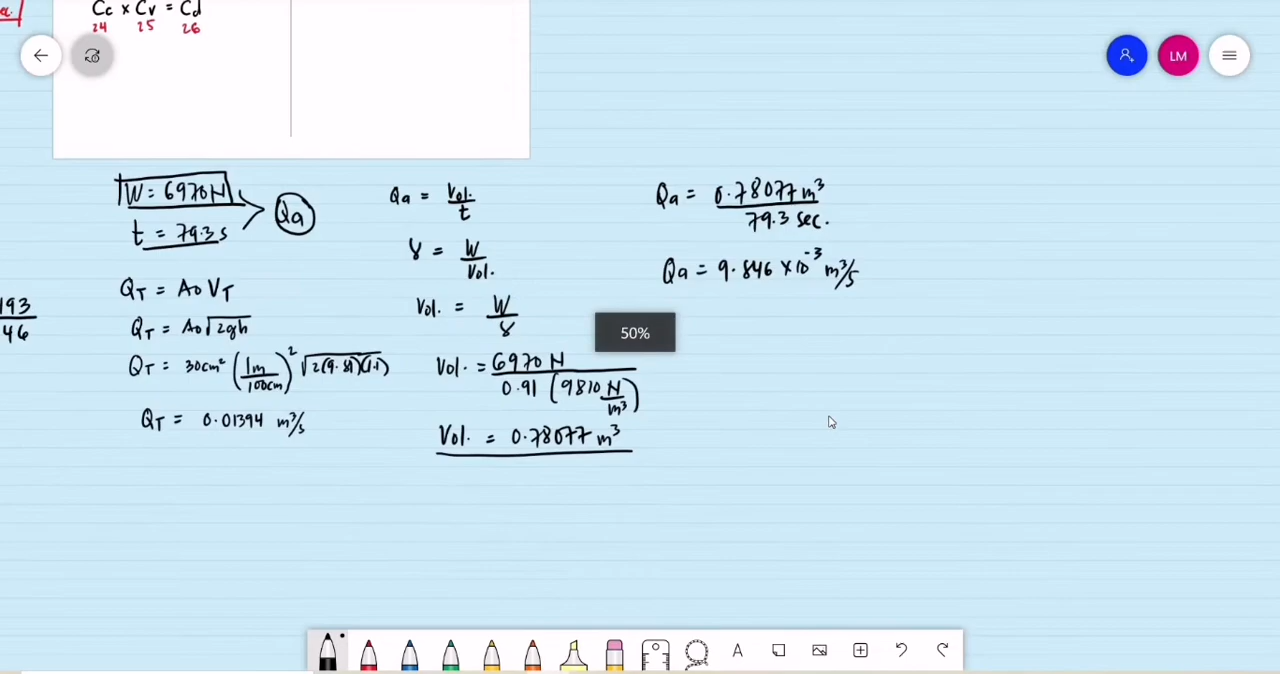 Cc x Cv = Cd
24 25 26
LM
W = 6970 N
t = 79.3 s
Qa
QT = Ao VT
QT = Ao √2gh
QT = 30cm² (1m/100cm)² √2(9.81)(1.1)
QT = 0.01394 m³/s
193
46
Qa = Vol./t
γ = W/Vol.
Vol. = W/γ
Vol. = 6970 N/0.91 (9810 N/m³)
Vol. = 0.78077 m³
Qa = 0.78077 m³/79.3 sec.
Qa = 9.846 x 10⁻³ m³/s
50%
A